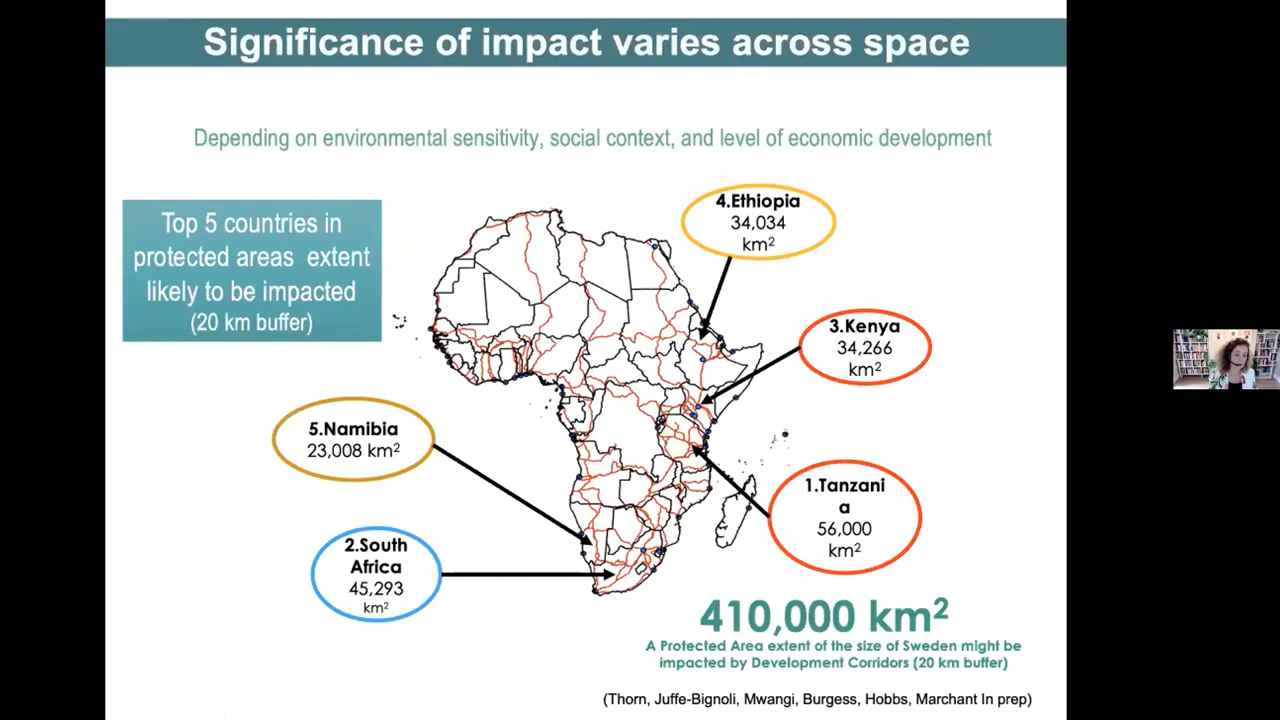 Significance of impact varies across space
Depending on environmental sensitivity, social context, and level of economic development
Top 5 countries in
protected areas extent
likely to be impacted
(20 km buffer)
4.Ethiopia
34,034
km²
3.Kenya
34,266
km²
5.Namibia
23,008 km²
1.Tanzani
a
56,000
km²
2.South
Africa
45,293
km²
410,000 km²
A Protected Area extent of the size of Sweden might be
impacted by Development Corridors (20 km buffer)
(Thorn, Juffe-Bignoli, Mwangi, Burgess, Hobbs, Marchant In prep)